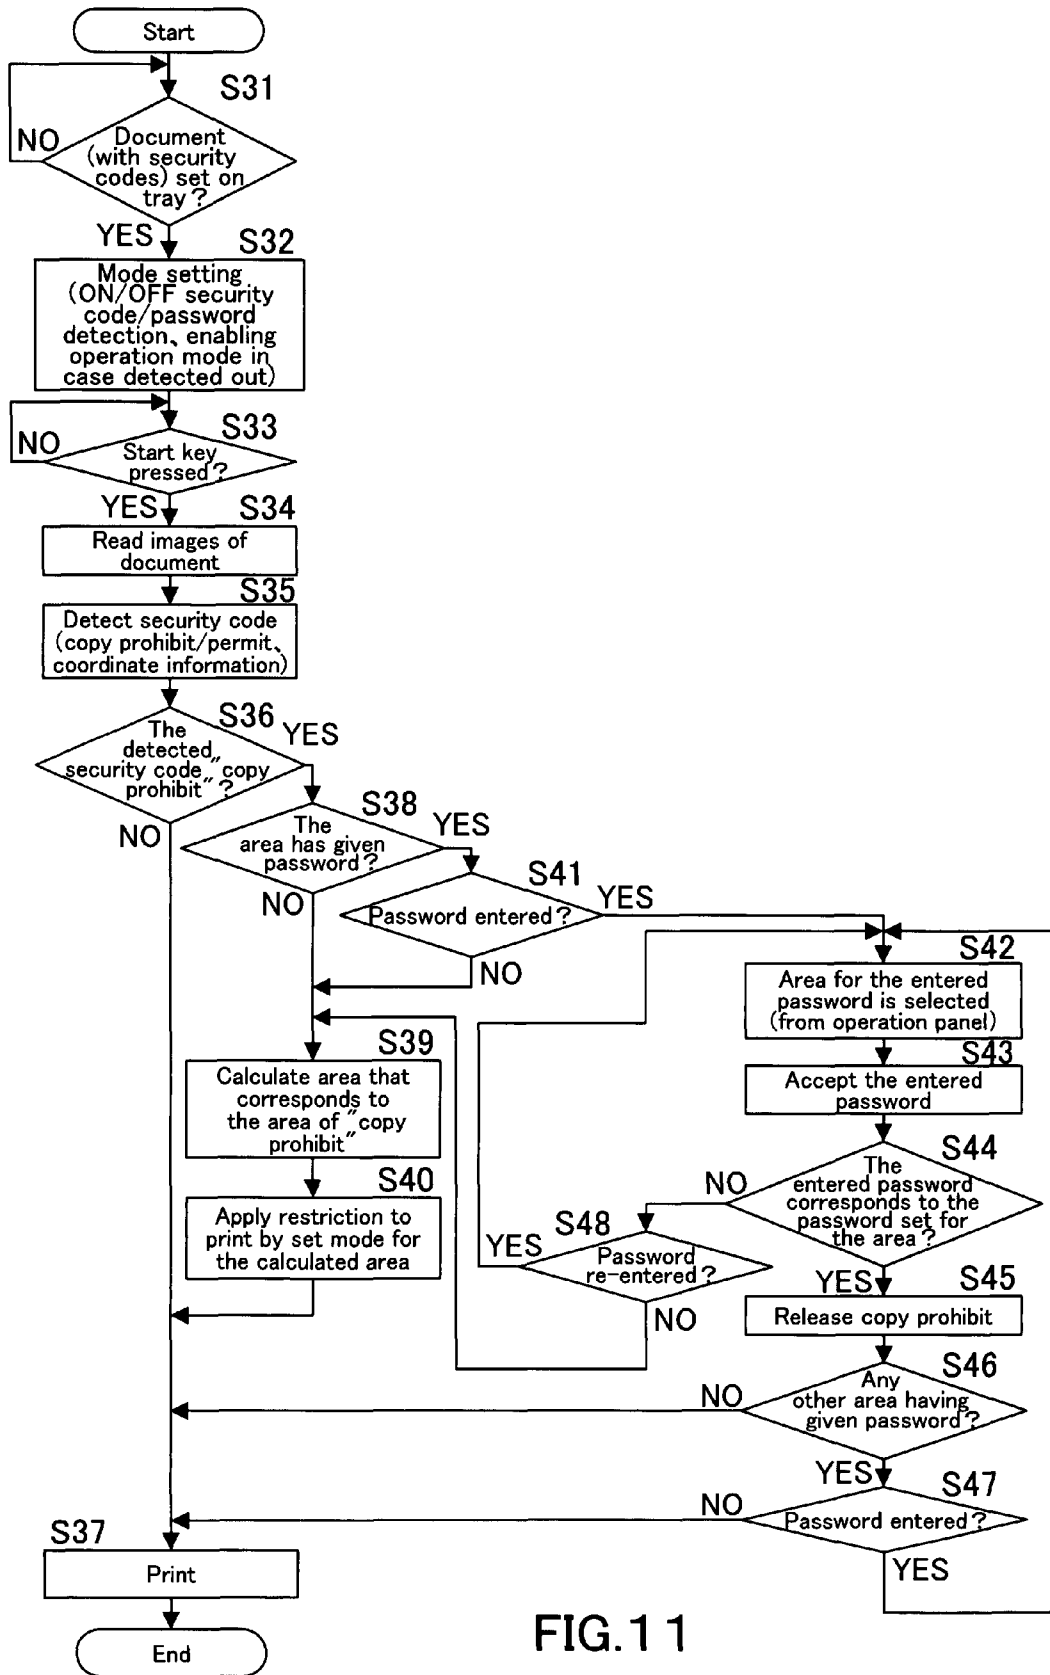 Start
S31
NO
Document
(with security
codes) set on
tray?
YES
S32
Mode setting
(ON/OFF security
code/password
detection、enabling
operation mode in
case detected out)
S33
NO
Start key
pressed?
YES
S34
Read images of
document
S35
Detect security code
(copy prohibit/permit、
coordinate information)
S36
YES
The
detected
security code "copy
prohibit"?
NO
S38
YES
The
area has given
password?
NO
S41
YES
Password entered?
NO
S42
Area for the entered
password is selected
(from operation panel)
S43
Accept the entered
password
S39
Calculate area that
corresponds to
the area of "copy
prohibit"
S44
NO
The
entered password
corresponds to the
password set for
the area?
YES
S40
Apply restriction to
print by set mode for
the calculated area
S48
YES
Password
re-entered?
NO
S45
Release copy prohibit
S46
NO
Any
other area having
given password?
YES
S47
NO
Password entered?
YES
S37
Print
End
FIG.11